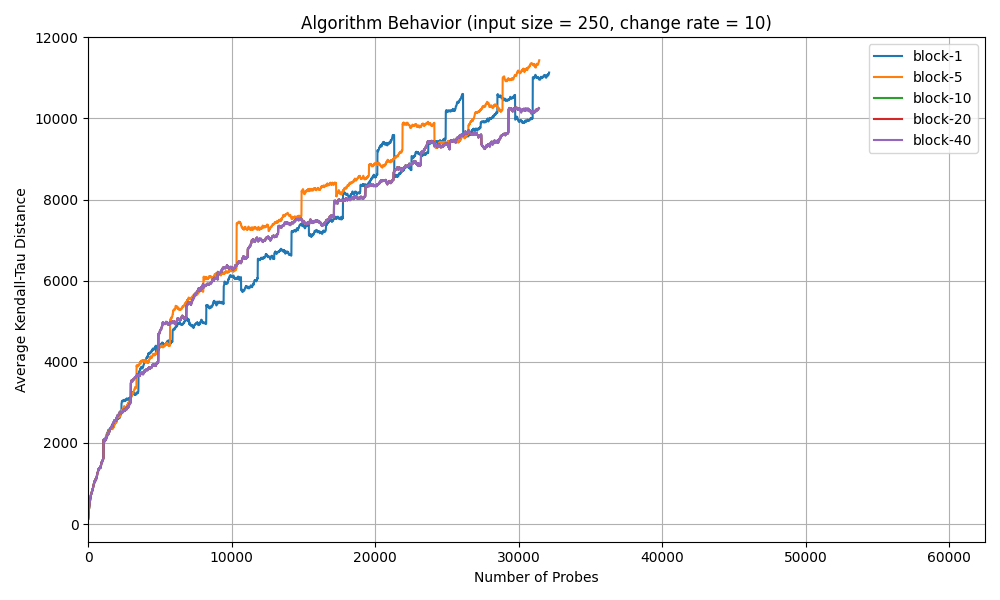 Algorithm Behavior (input size = 250, change rate = 10)
12000
10000
8000
6000
4000
2000
0
Average Kendall-Tau Distance
block-1
block-5
block-10
block-20
block-40
0 10000 20000 30000 40000 50000 60000
Number of Probes